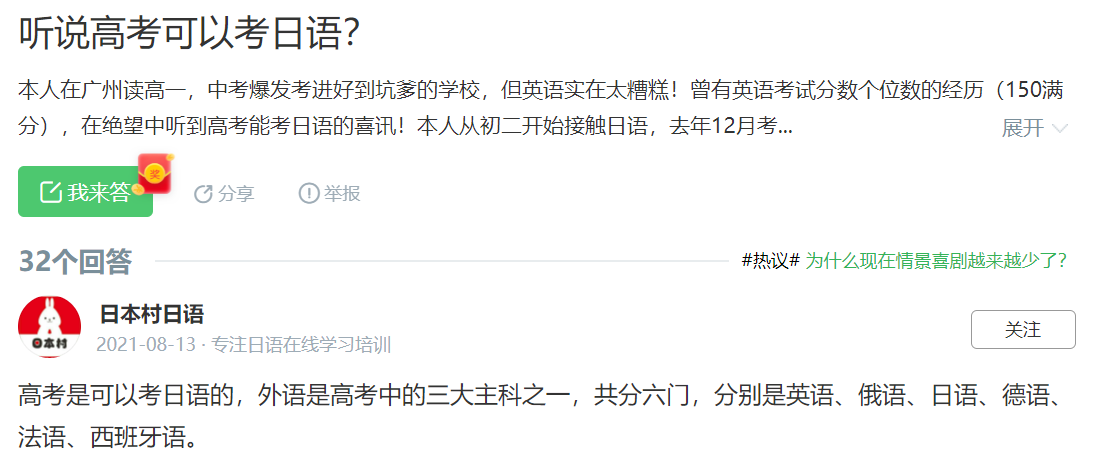 听说高考可以考日语？
本人在广州读高一，中考爆发考进好到坑爹的学校，但英语实在太糟糕！曾有英语考试分数个位数的经历（150满
分），在绝望中听到高考能考日语的喜讯！本人从初二开始接触日语，去年12月考...
展开
奖
我来答
分享
举报
32个回答
#热议# 为什么现在情景喜剧越来越少了？
日本村
日本村日语
2021-08-13 · 专注日语在线学习培训
关注
高考是可以考日语的，外语是高考中的三大主科之一，共分六门，分别是英语、俄语、日语、德语、
法语、西班牙语。